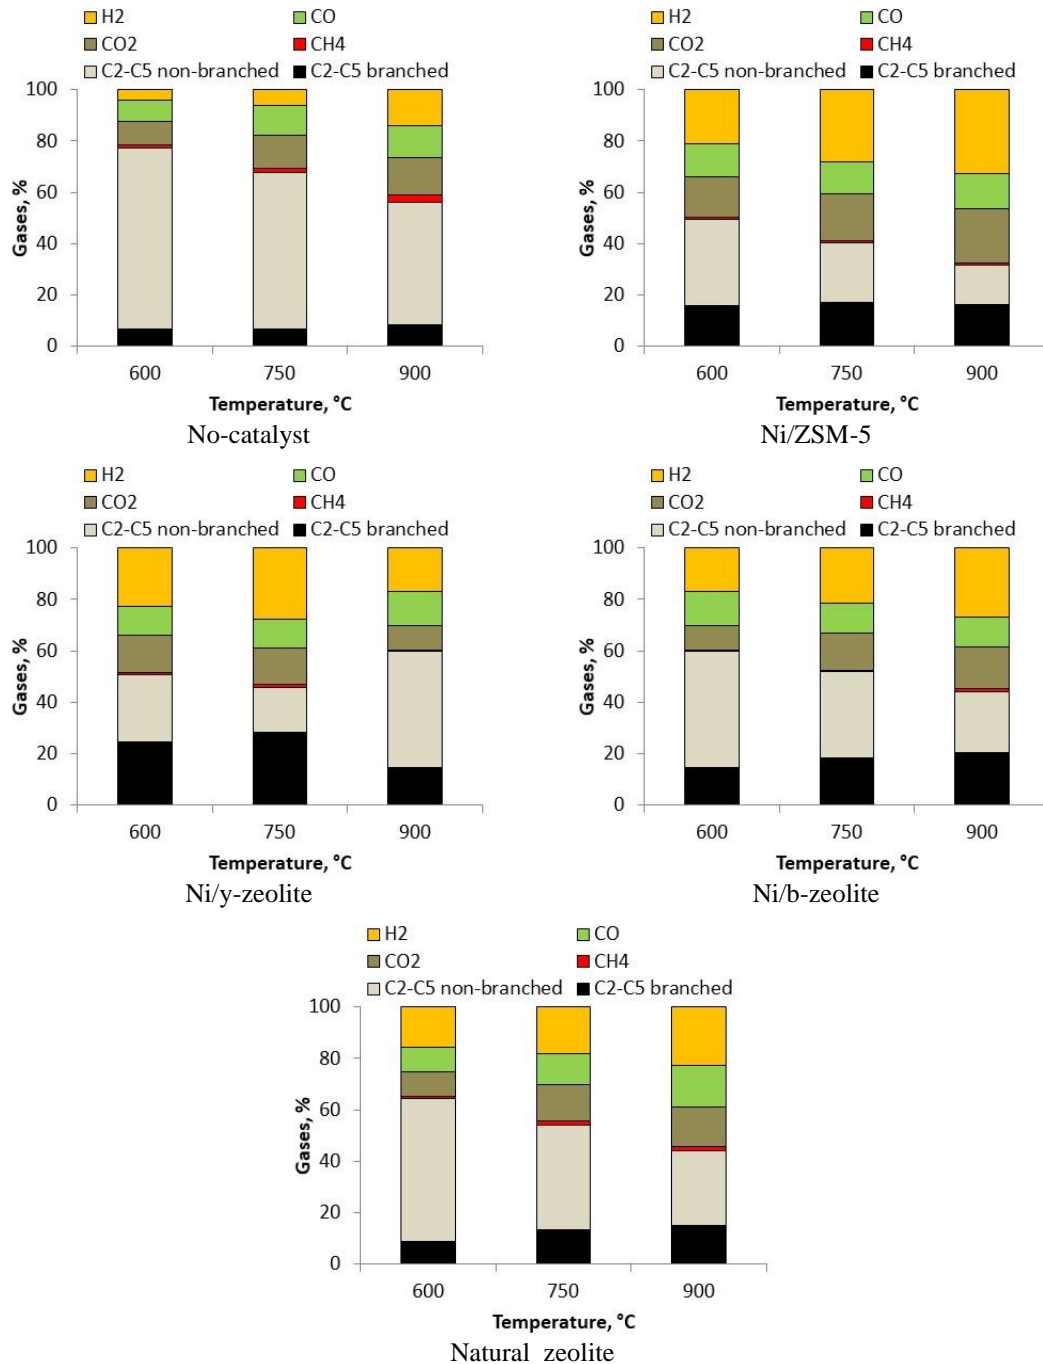 H2 CO
CO2 CH4
C2-C5 non-branched C2-C5 branched
100
80
60
40
20
0
Gases, %
600 750 900
Temperature, °C
No-catalyst
H2 CO
CO2 CH4
C2-C5 non-branched C2-C5 branched
100
80
60
40
20
0
Gases, %
600 750 900
Temperature, °C
Ni/ZSM-5
H2 CO
CO2 CH4
C2-C5 non-branched C2-C5 branched
100
80
60
40
20
0
Gases, %
600 750 900
Temperature, °C
Ni/y-zeolite
H2 CO
CO2 CH4
C2-C5 non-branched C2-C5 branched
100
80
60
40
20
0
Gases, %
600 750 900
Temperature, °C
Ni/b-zeolite
H2 CO
CO2 CH4
C2-C5 non-branched C2-C5 branched
100
80
60
40
20
0
Gases, %
600 750 900
Temperature, °C
Natural zeolite